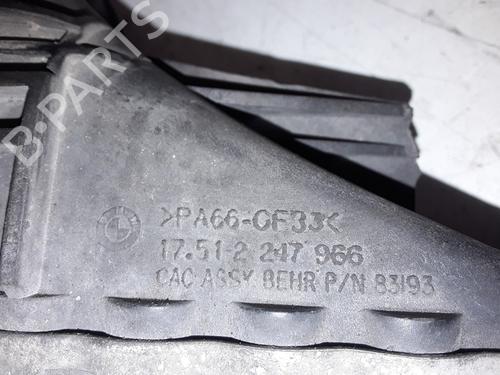 B-PARTS
>PA66-GF33<
17.51-2 247 966
CAC ASSY BEHR P/N 83193